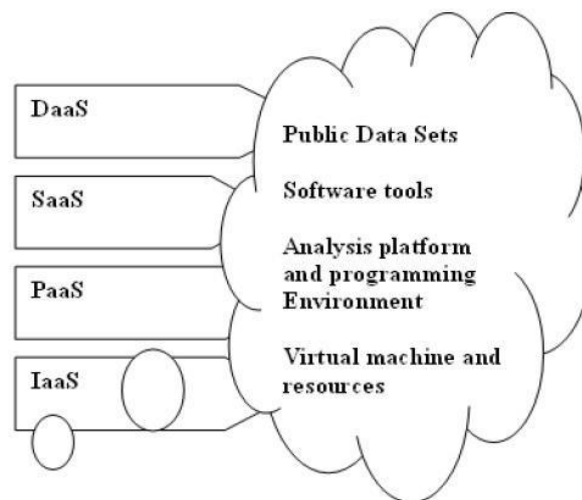 DaaS
Public Data Sets
SaaS
Software tools
PaaS
Analysis platform
and programming
Environment
IaaS
Virtual machine and
resources